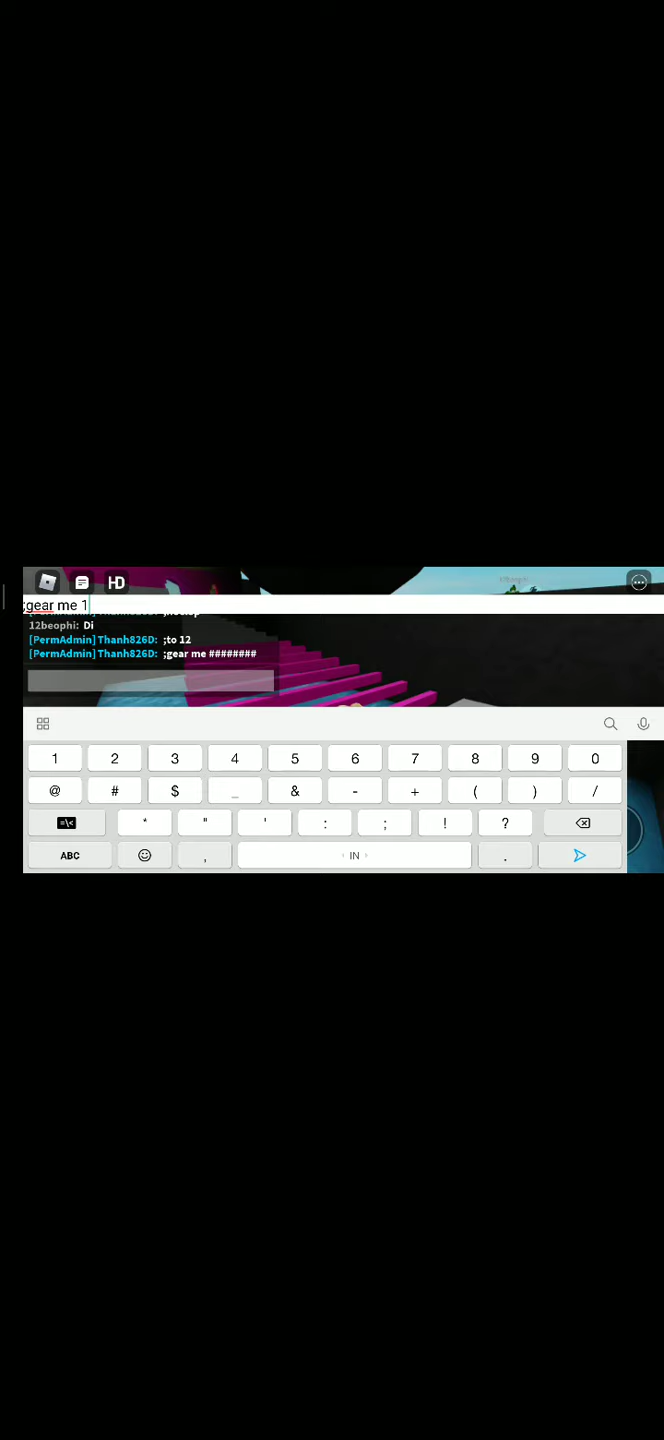 HD
;gear me 1
12beophi: Di
[PermAdmin] Thanh826D: ;to 12
[PermAdmin] Thanh826D: ;gear me ########
1 2 3 4 5 6 7 8 9 0
@ # $ _ & - + ( ) /
=\< * " ' : ; ! ?
ABC , IN .